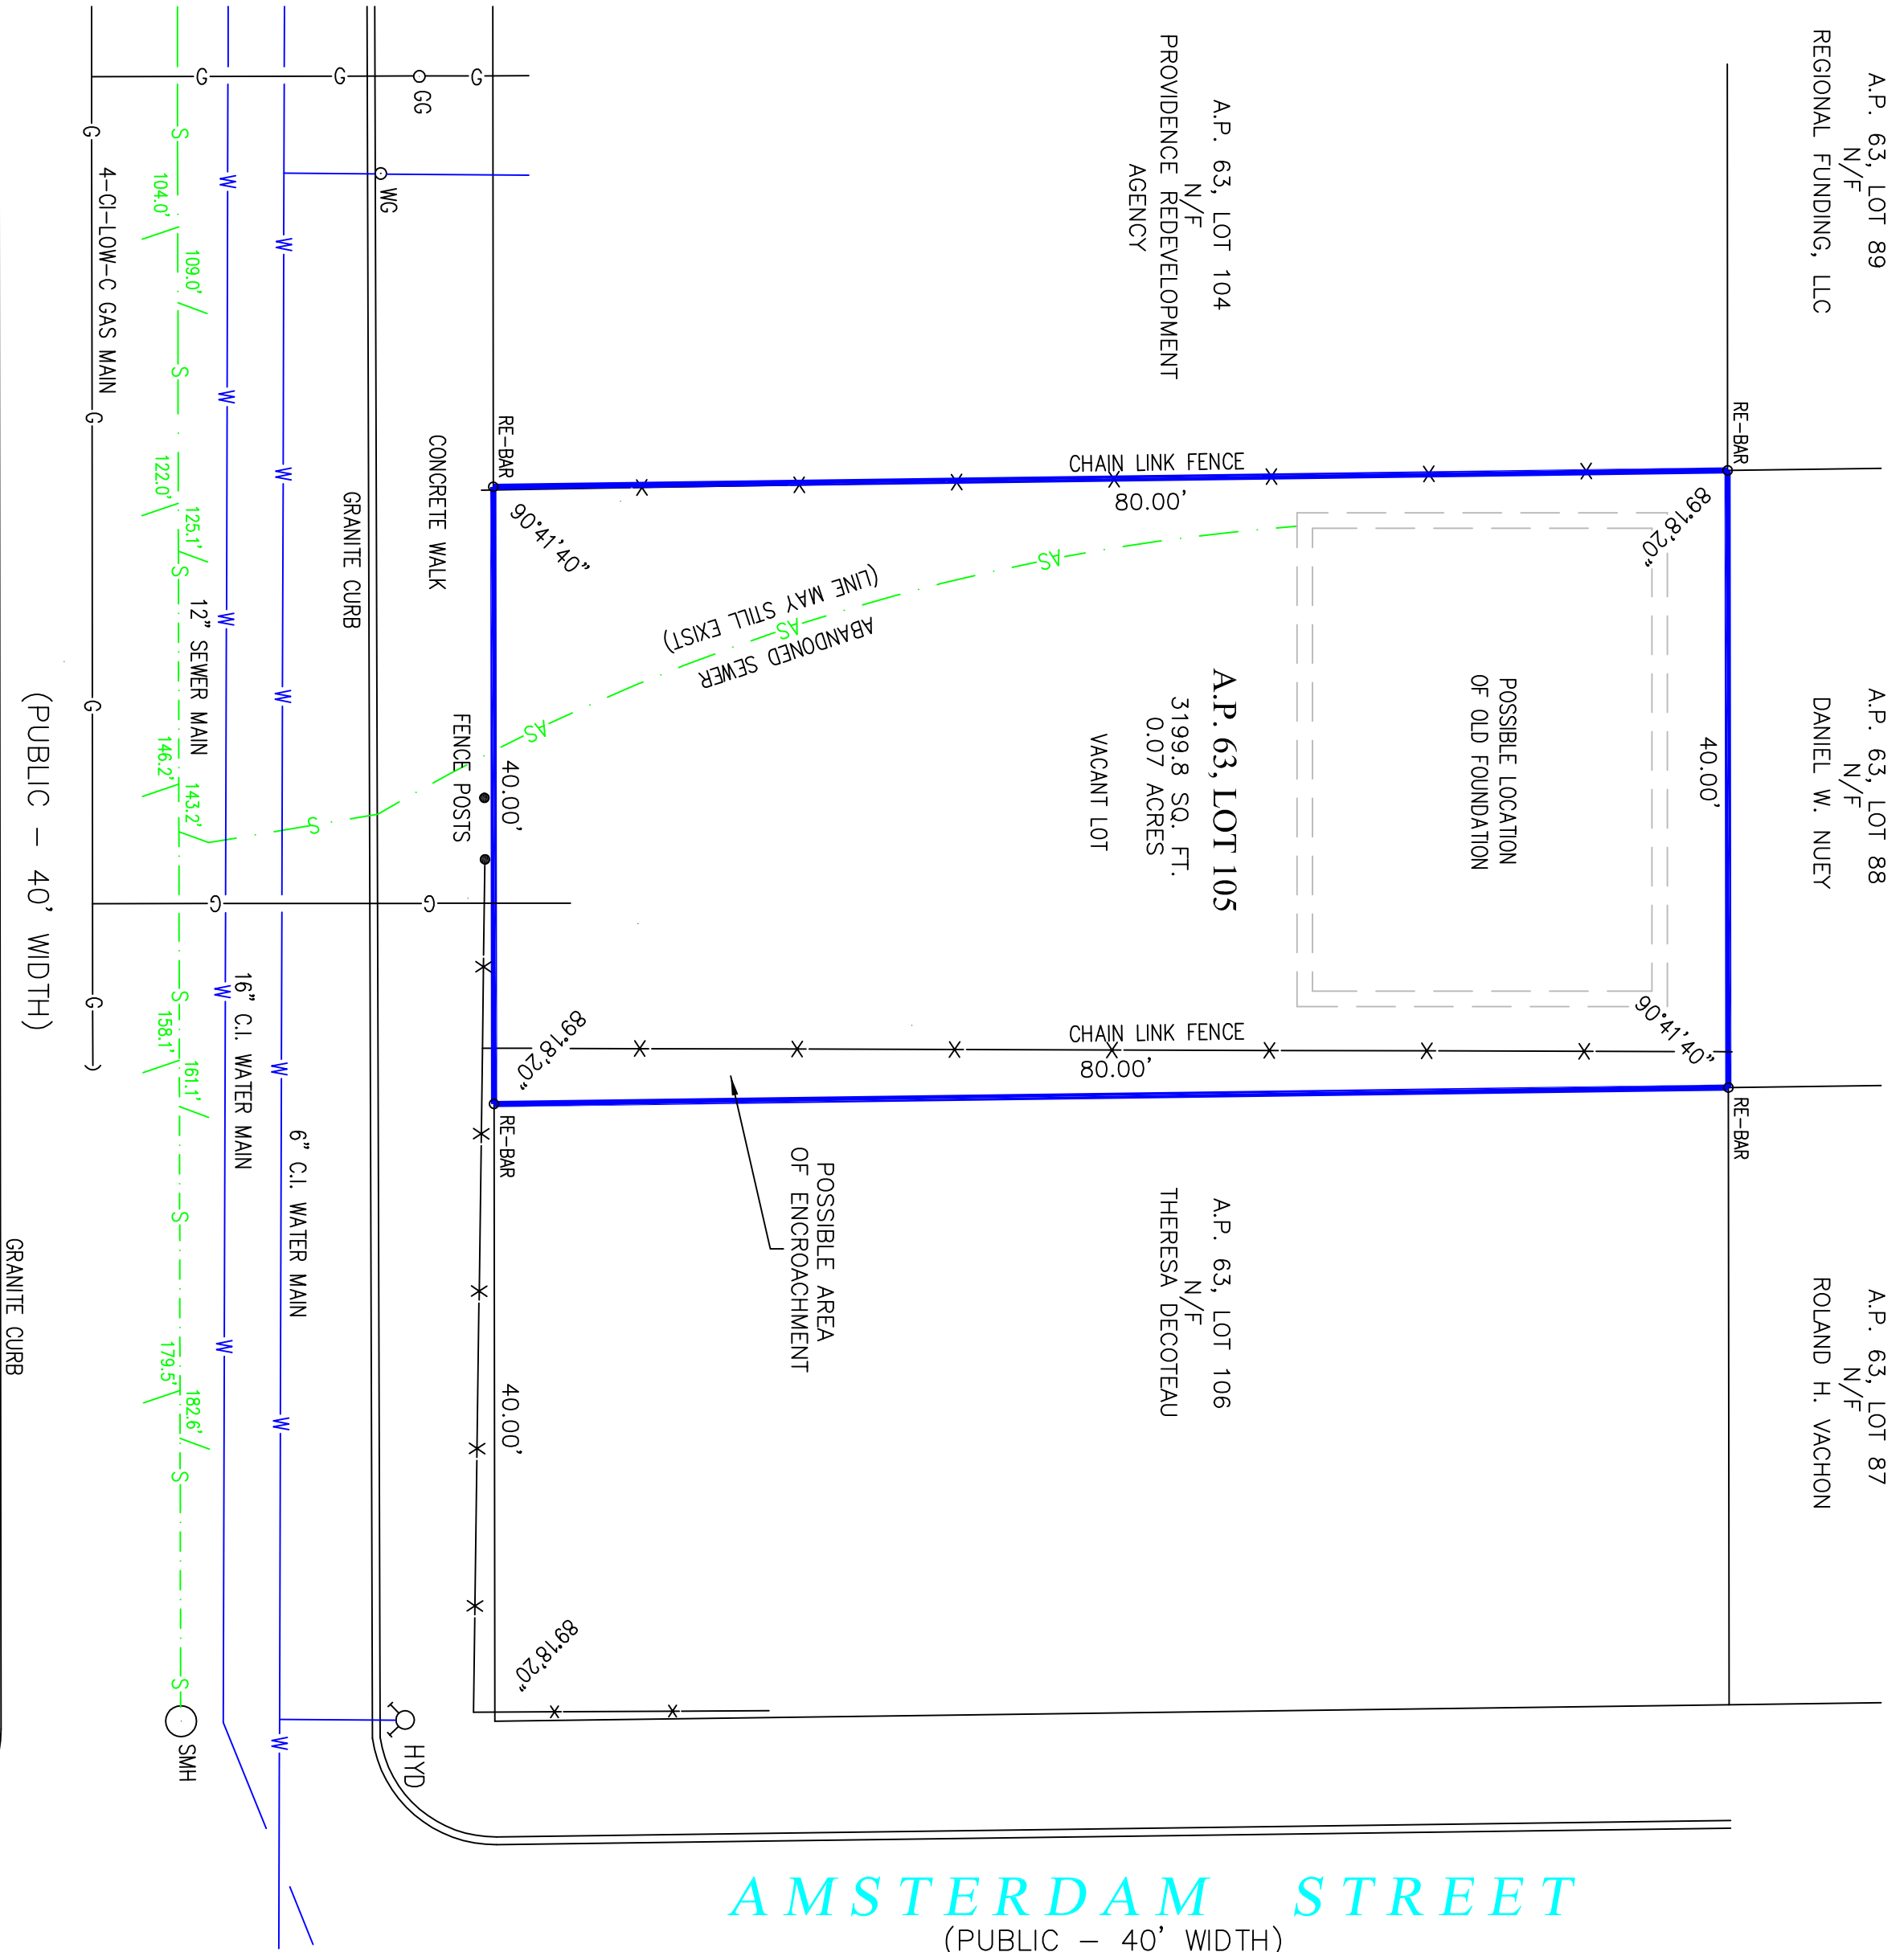 A.P. 63, LOT 89
N/F
REGIONAL FUNDING, LLC
A.P. 63, LOT 88
N/F
DANIEL W. NUEY
A.P. 63, LOT 87
N/F
ROLAND H. VACHON
RE-BAR
RE-BAR
89°18'20"
40.00'
90°41'40"
POSSIBLE LOCATION
OF OLD FOUNDATION
A.P. 63, LOT 104
N/F
PROVIDENCE REDEVELOPMENT
AGENCY
CHAIN LINK FENCE
80.00'
A.P. 63, LOT 105
3199.8 SQ. FT.
0.07 ACRES
VACANT LOT
CHAIN LINK FENCE
80.00'
A.P. 63, LOT 106
N/F
THERESA DECOTEAU
AS
AS
AS
ABANDONED SEWER
(LINE MAY STILL EXIST)
POSSIBLE AREA
OF ENCROACHMENT
RE-BAR
90°41'40"
40.00'
89°18'20"
RE-BAR
40.00'
89°18'20"
CONCRETE WALK
FENCE POSTS
GRANITE CURB
G
G
G
GG
WG
G
G
S
HYD
6" C.I. WATER MAIN
W
W
W
W
W
W
16" C.I. WATER MAIN
W
W
W
W
W
12" SEWER MAIN
S
S
S
S
S
S
S
104.0'
109.0'
122.0'
125.1'
146.2'
143.2'
158.1'
161.1'
179.5'
182.6'
SMH
4-CI-LOW-C GAS MAIN
G
G
G
G
(PUBLIC - 40' WIDTH)
GRANITE CURB
AMSTERDAM STREET
(PUBLIC - 40' WIDTH)